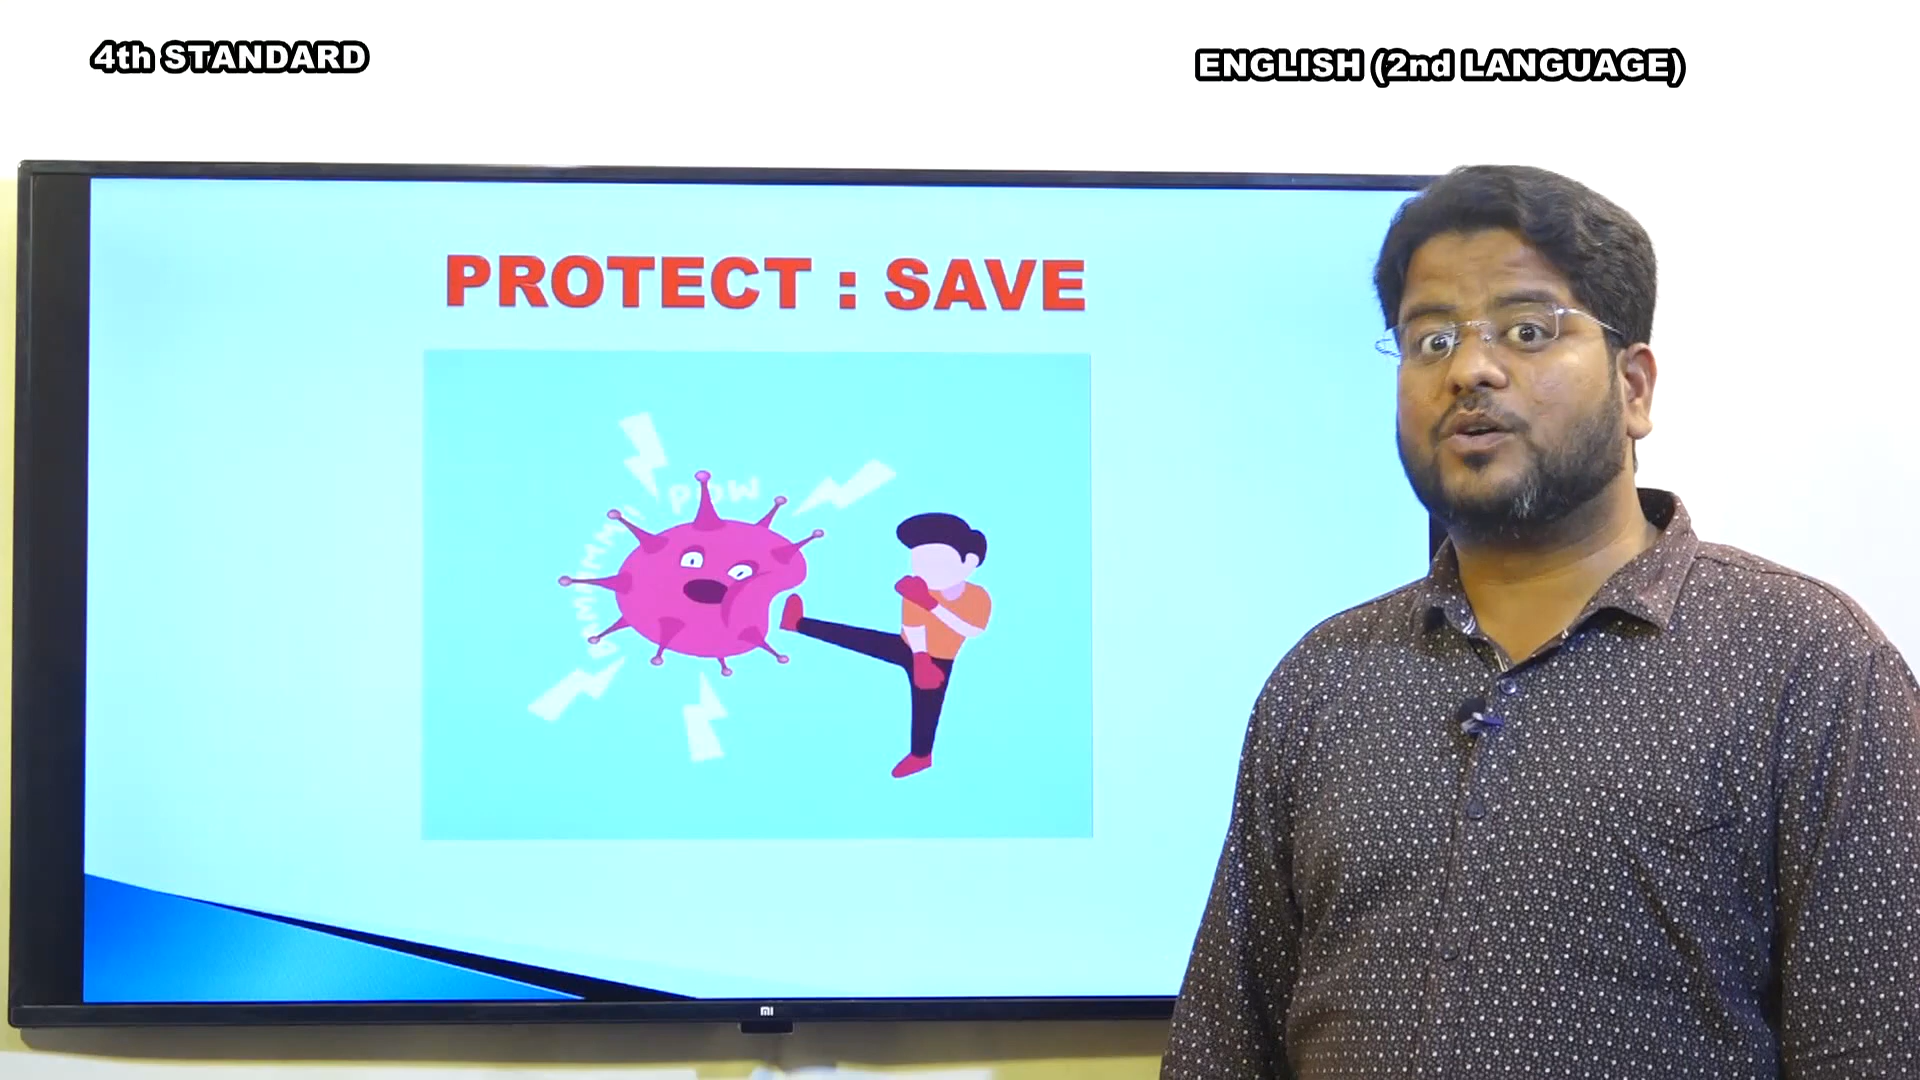 4th STANDARD
ENGLISH (2nd LANGUAGE)
PROTECT : SAVE
POW
mi